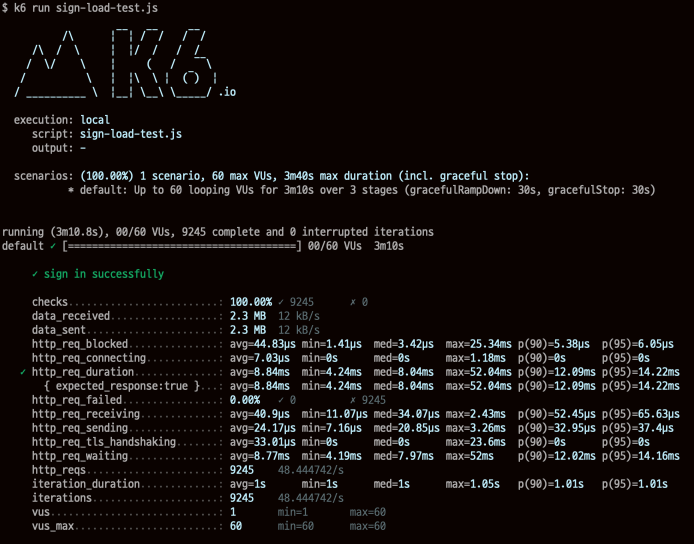 $ k6 run sign-load-test.js
          /\      |‾‾| /‾‾/   /‾‾/
     /\  /  \     |  |/  /   /  /
    /  \/    \    |     (   /   ‾‾\
   /          \   |  |\  \ |  (‾)  |
  / __________ \  |__| \__\ \_____/ .io
execution: local
script: sign-load-test.js
output: -
scenarios: (100.00%) 1 scenario, 60 max VUs, 3m40s max duration (incl. graceful stop):
* default: Up to 60 looping VUs for 3m10s over 3 stages (gracefulRampDown: 30s, gracefulStop: 30s)
running (3m10.8s), 00/60 VUs, 9245 complete and 0 interrupted iterations
default ✓ [======================================] 00/60 VUs  3m10s
✓ sign in successfully
checks.........................: 100.00% ✓ 9245      ✗ 0
data_received..................: 2.3 MB  12 kB/s
data_sent......................: 2.3 MB  12 kB/s
http_req_blocked...............: avg=44.83µs min=1.41µs  med=3.42µs  max=25.34ms p(90)=5.38µs  p(95)=6.05µs
http_req_connecting............: avg=7.03µs  min=0s      med=0s      max=1.18ms  p(90)=0s      p(95)=0s
✓ http_req_duration..............: avg=8.84ms  min=4.24ms  med=8.04ms  max=52.04ms p(90)=12.09ms p(95)=14.22ms
{ expected_response:true }...: avg=8.84ms  min=4.24ms  med=8.04ms  max=52.04ms p(90)=12.09ms p(95)=14.22ms
http_req_failed................: 0.00%   ✓ 0         ✗ 9245
http_req_receiving.............: avg=40.9µs  min=11.07µs med=34.07µs max=2.43ms  p(90)=52.45µs p(95)=65.63µs
http_req_sending...............: avg=24.17µs min=7.16µs  med=20.85µs max=3.26ms  p(90)=32.95µs p(95)=37.4µs
http_req_tls_handshaking.......: avg=33.01µs min=0s      med=0s      max=23.6ms  p(90)=0s      p(95)=0s
http_req_waiting...............: avg=8.77ms  min=4.19ms  med=7.97ms  max=52ms    p(90)=12.02ms p(95)=14.16ms
http_reqs......................: 9245    48.444742/s
iteration_duration.............: avg=1s      min=1s      med=1s      max=1.05s   p(90)=1.01s   p(95)=1.01s
iterations.....................: 9245    48.444742/s
vus............................: 1       min=1       max=60
vus_max........................: 60      min=60      max=60